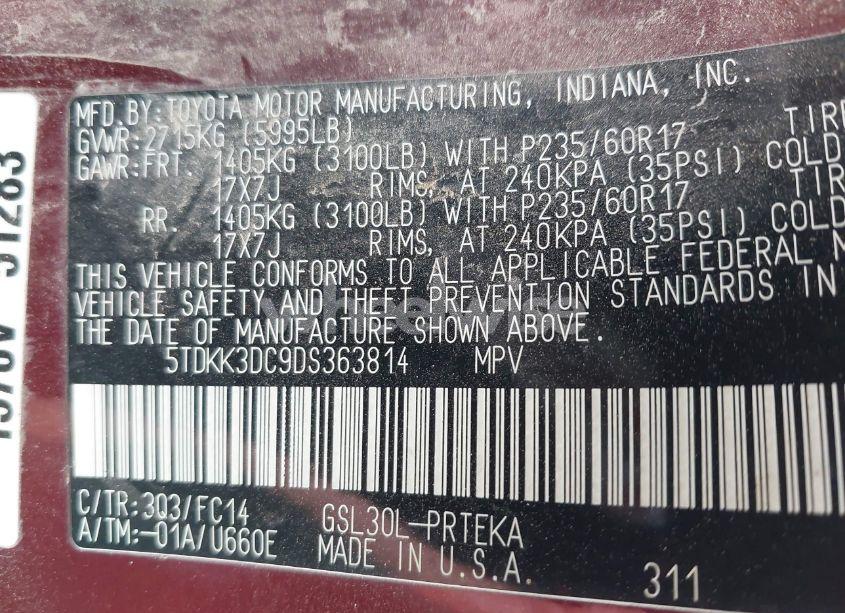 MFD.BY:TOYOTA MOTOR MANUFACTURING, INDIANA, INC.
GVWR:2715KG (5995LB)
GAWR:FRT. 1405KG (3100LB) WITH P235/60R17 TIRE
17X7J RIMS, AT 240KPA (35PSI) COLD
RR. 1405KG (3100LB) WITH P235/60R17 TIRE
17X7J RIMS, AT 240KPA (35PSI) COLD
THIS VEHICLE CONFORMS TO ALL APPLICABLE FEDERAL M
VEHICLE SAFETY AND THEFT PREVENTION STANDARDS IN
THE DATE OF MANUFACTURE SHOWN ABOVE.
5TDKK3DC9DS363814 MPV
C/TR:3Q3/FC14
A/TM:-01A/U660E
GSL30L-PRTEKA
MADE IN U.S.A.
311